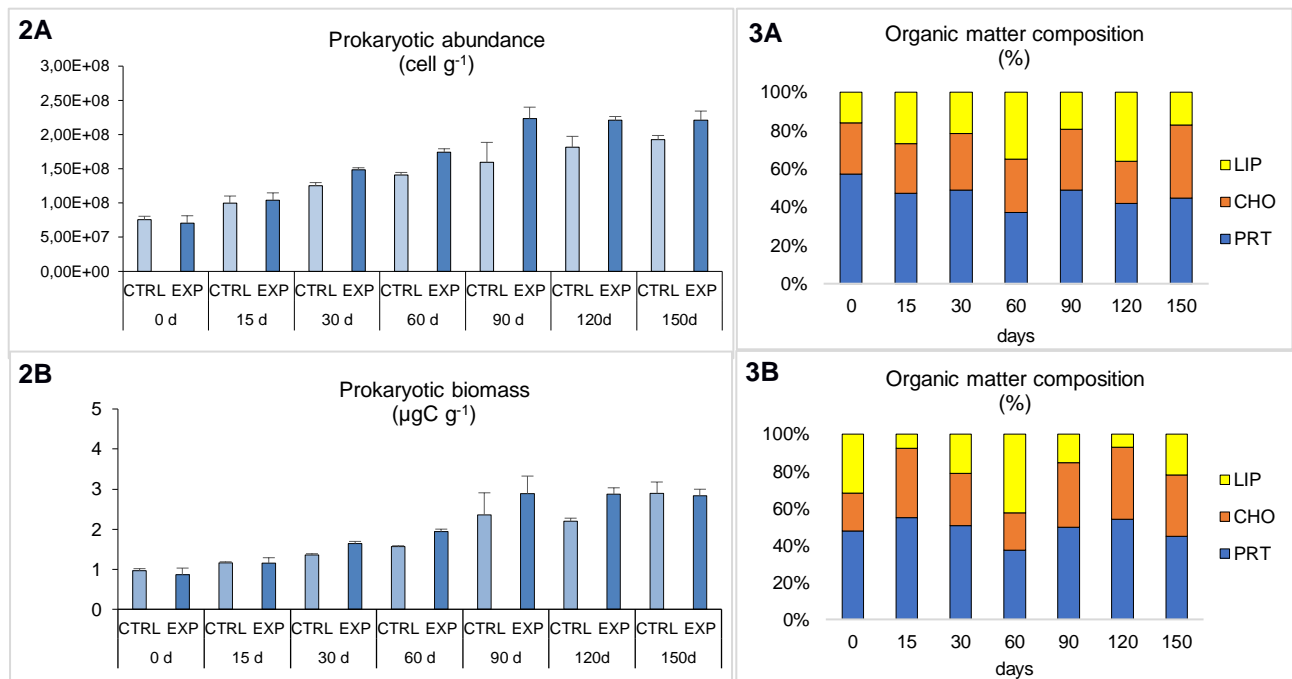 2A
Prokaryotic abundance
(cell g-1)
3,00E+08
2,50E+08
2,00E+08
1,50E+08
1,00E+08
5,00E+07
0,00E+00
CTRL EXP CTRL EXP CTRL EXP CTRL EXP CTRL EXP CTRL EXP CTRL EXP
0 d 15 d 30 d 60 d 90 d 120d 150d
2B
Prokaryotic biomass
(µgC g-1)
5
4
3
2
1
0
CTRL EXP CTRL EXP CTRL EXP CTRL EXP CTRL EXP CTRL EXP CTRL EXP
0 d 15 d 30 d 60 d 90 d 120d 150d
3A
Organic matter composition
(%)
100%
80%
60%
40%
20%
0%
0 15 30 60 90 120 150
days
LIP
CHO
PRT
3B
Organic matter composition
(%)
100%
80%
60%
40%
20%
0%
0 15 30 60 90 120 150
days
LIP
CHO
PRT